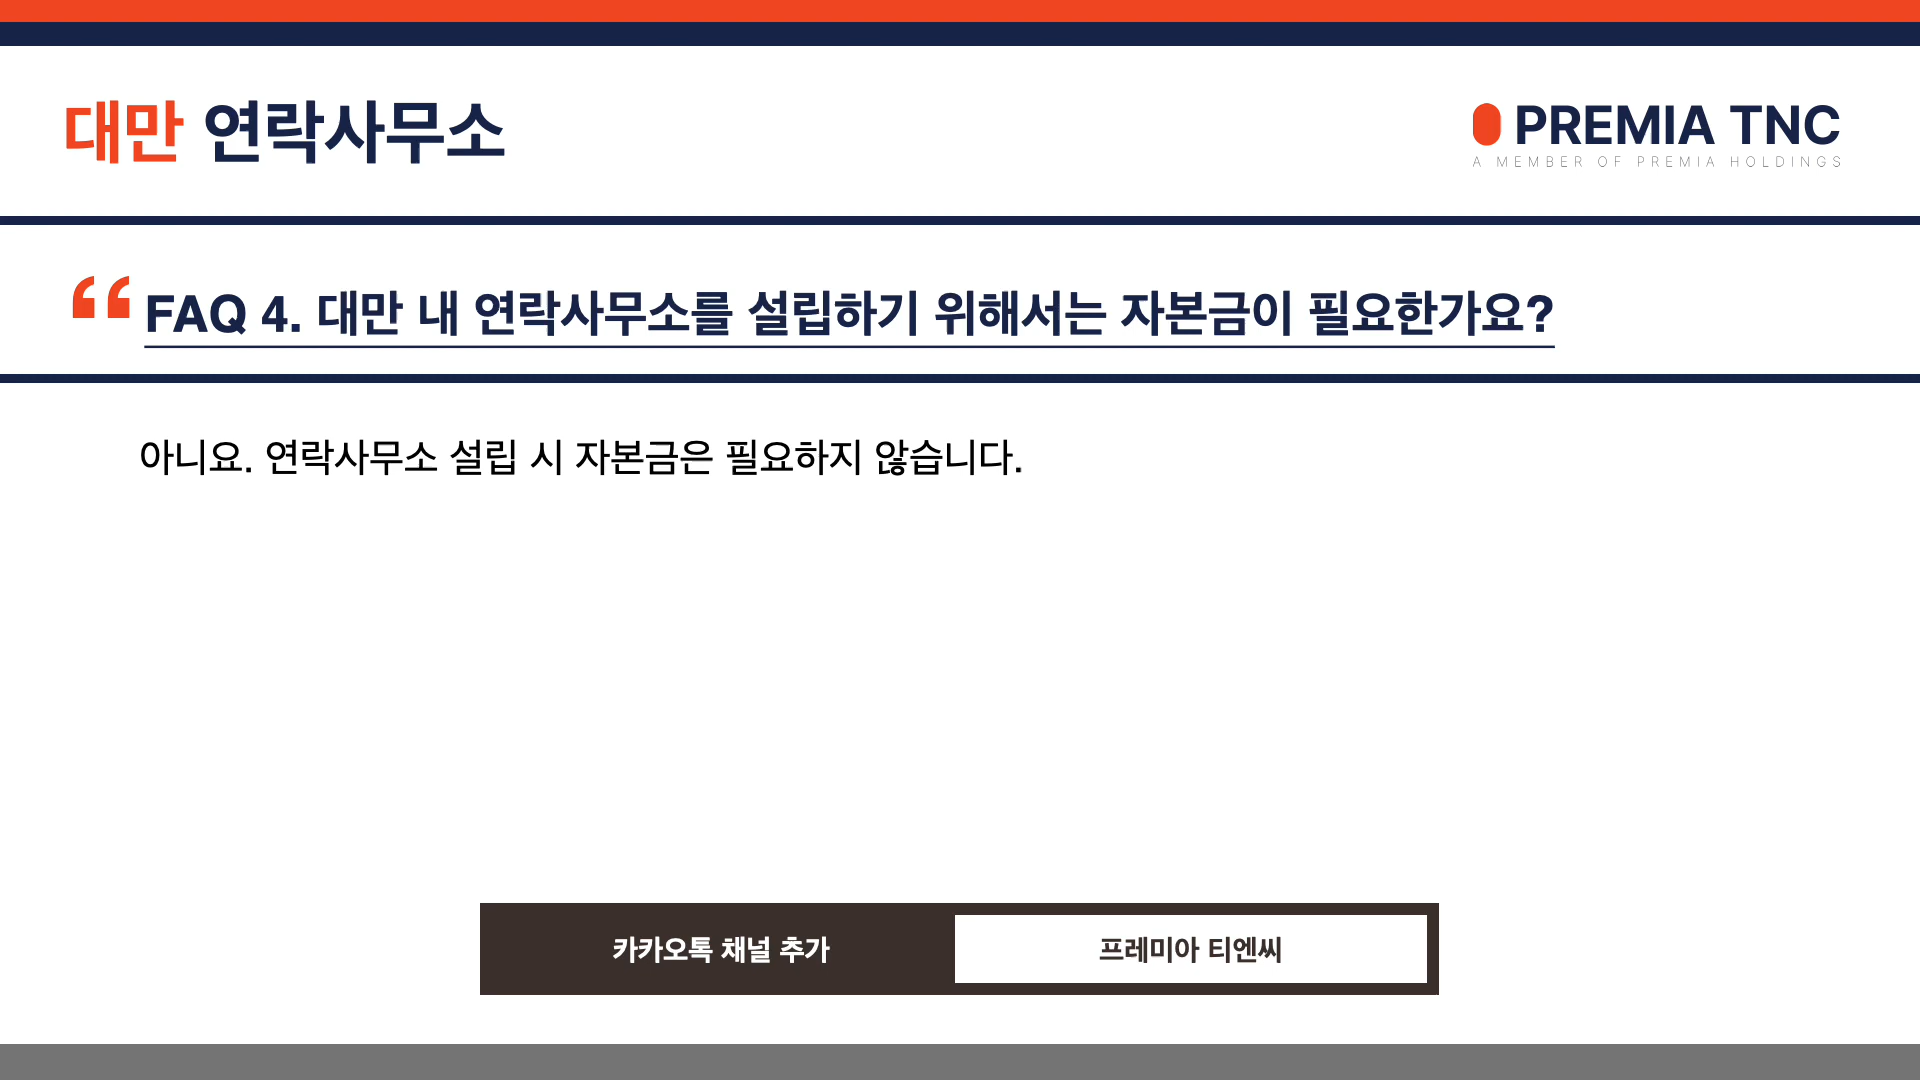 대만 연락사무소
PREMIA TNC
A MEMBER OF PREMIA HOLDINGS
“ FAQ 4. 대만 내 연락사무소를 설립하기 위해서는 자본금이 필요한가요?
아니요. 연락사무소 설립 시 자본금은 필요하지 않습니다.
카카오톡 채널 추가
프레미아 티엔씨